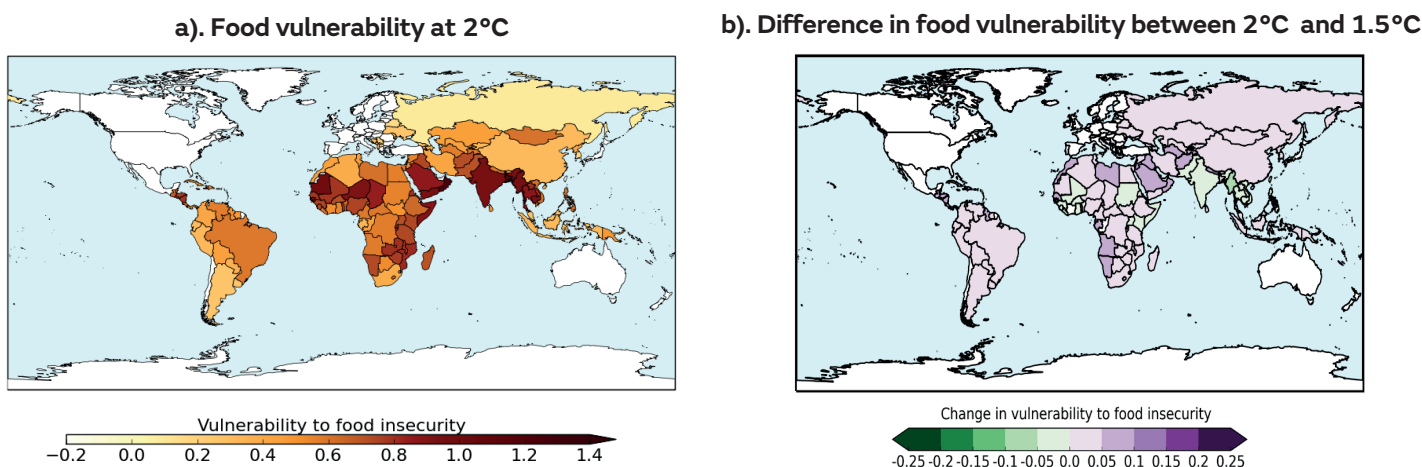 a). Food vulnerability at 2°C
Vulnerability to food insecurity
−0.2 0.0 0.2 0.4 0.6 0.8 1.0 1.2 1.4
b). Difference in food vulnerability between 2°C and 1.5°C
Change in vulnerability to food insecurity
-0.25 -0.2 -0.15 -0.1 -0.05 0.0 0.05 0.1 0.15 0.2 0.25